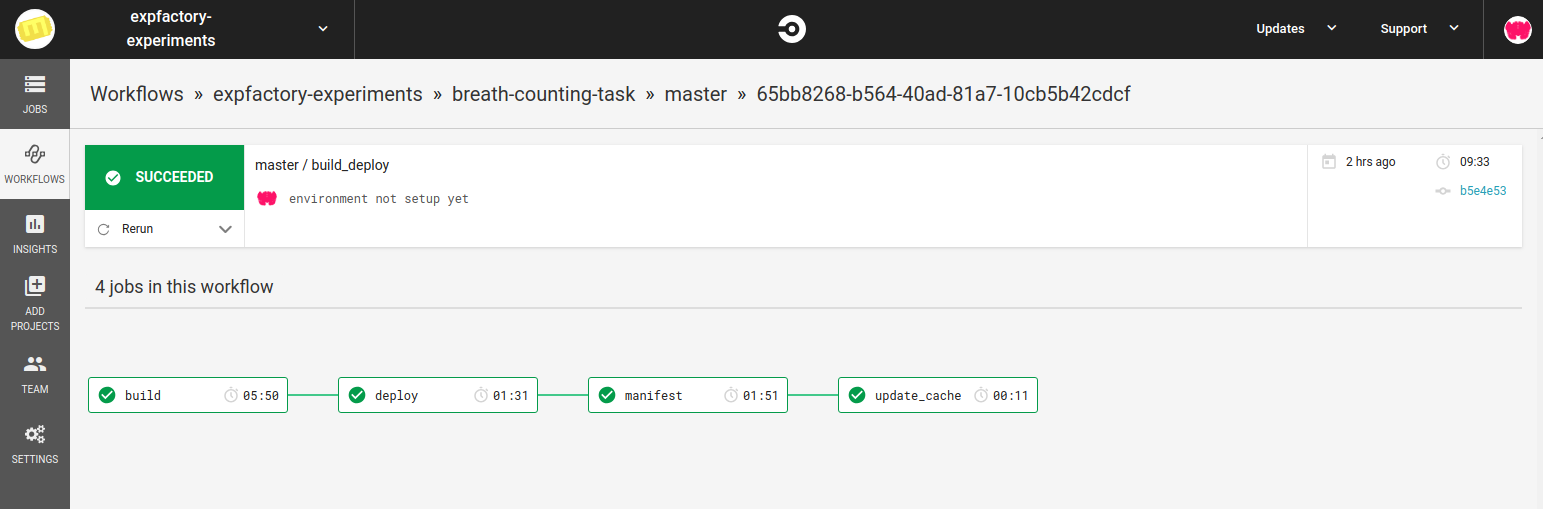 expfactory-
experiments
Updates
Support
JOBS
WORKFLOWS
INSIGHTS
ADD
PROJECTS
TEAM
SETTINGS
Workflows » expfactory-experiments » breath-counting-task » master » 65bb8268-b564-40ad-81a7-10cb5b42cdcf
SUCCEEDED
Rerun
master / build_deploy
environment not setup yet
2 hrs ago
09:33
b5e4e53
4 jobs in this workflow
build 05:50
deploy 01:31
manifest 01:51
update_cache 00:11